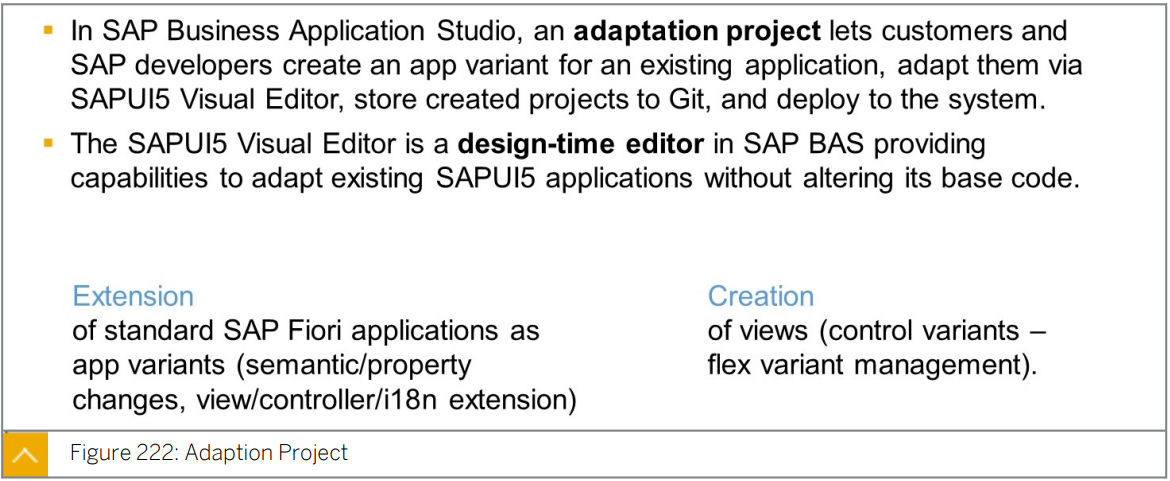 ▪ In SAP Business Application Studio, an adaptation project lets customers and
SAP developers create an app variant for an existing application, adapt them via
SAPUI5 Visual Editor, store created projects to Git, and deploy to the system.
▪ The SAPUI5 Visual Editor is a design-time editor in SAP BAS providing
capabilities to adapt existing SAPUI5 applications without altering its base code.
Extension
of standard SAP Fiori applications as
app variants (semantic/property
changes, view/controller/i18n extension)
Creation
of views (control variants –
flex variant management).
Figure 222: Adaption Project